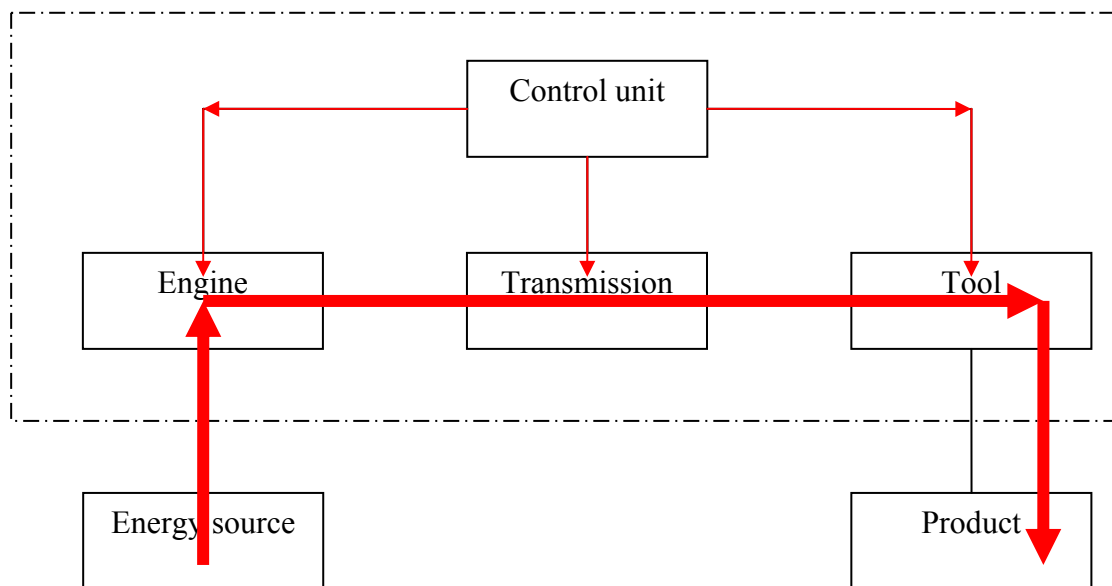 Control unit
Engine
Transmission
Tool
Energy source
Product